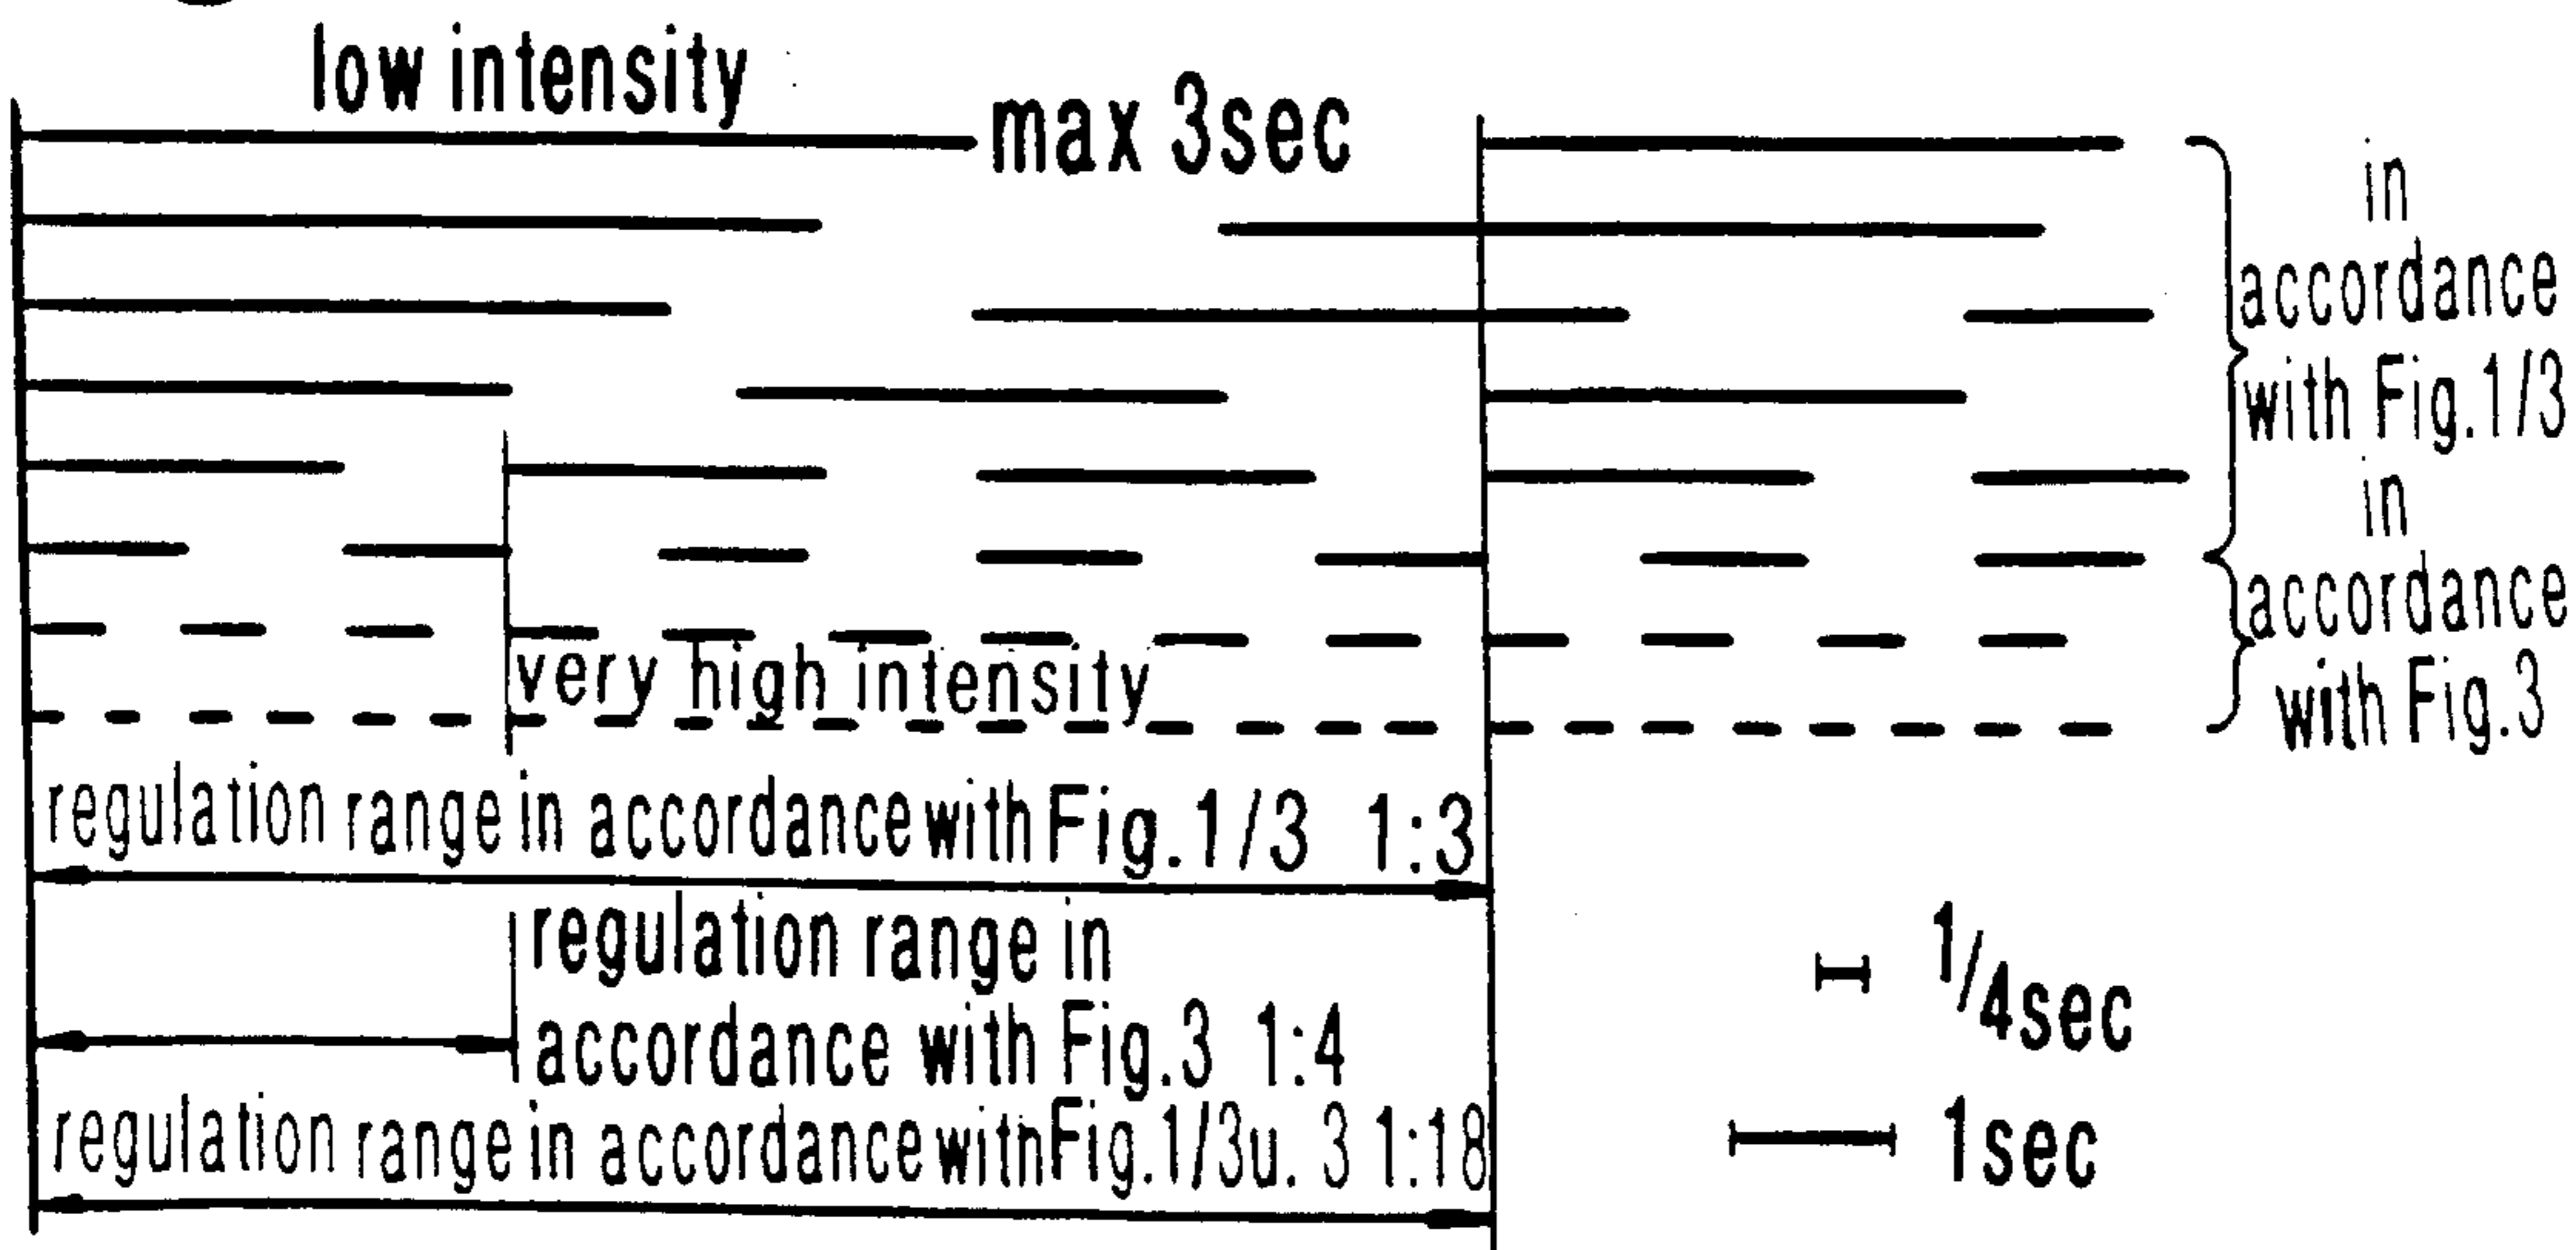 low intensity
max 3sec
in
accordance
with Fig.1/3
in
accordance
with Fig.3
very high intensity
regulation range in accordance with Fig.1/3 1:3
regulation range in
accordance with Fig.3 1:4
regulation range in accordance with Fig.1/3u. 3 1:18
1/4sec
1sec